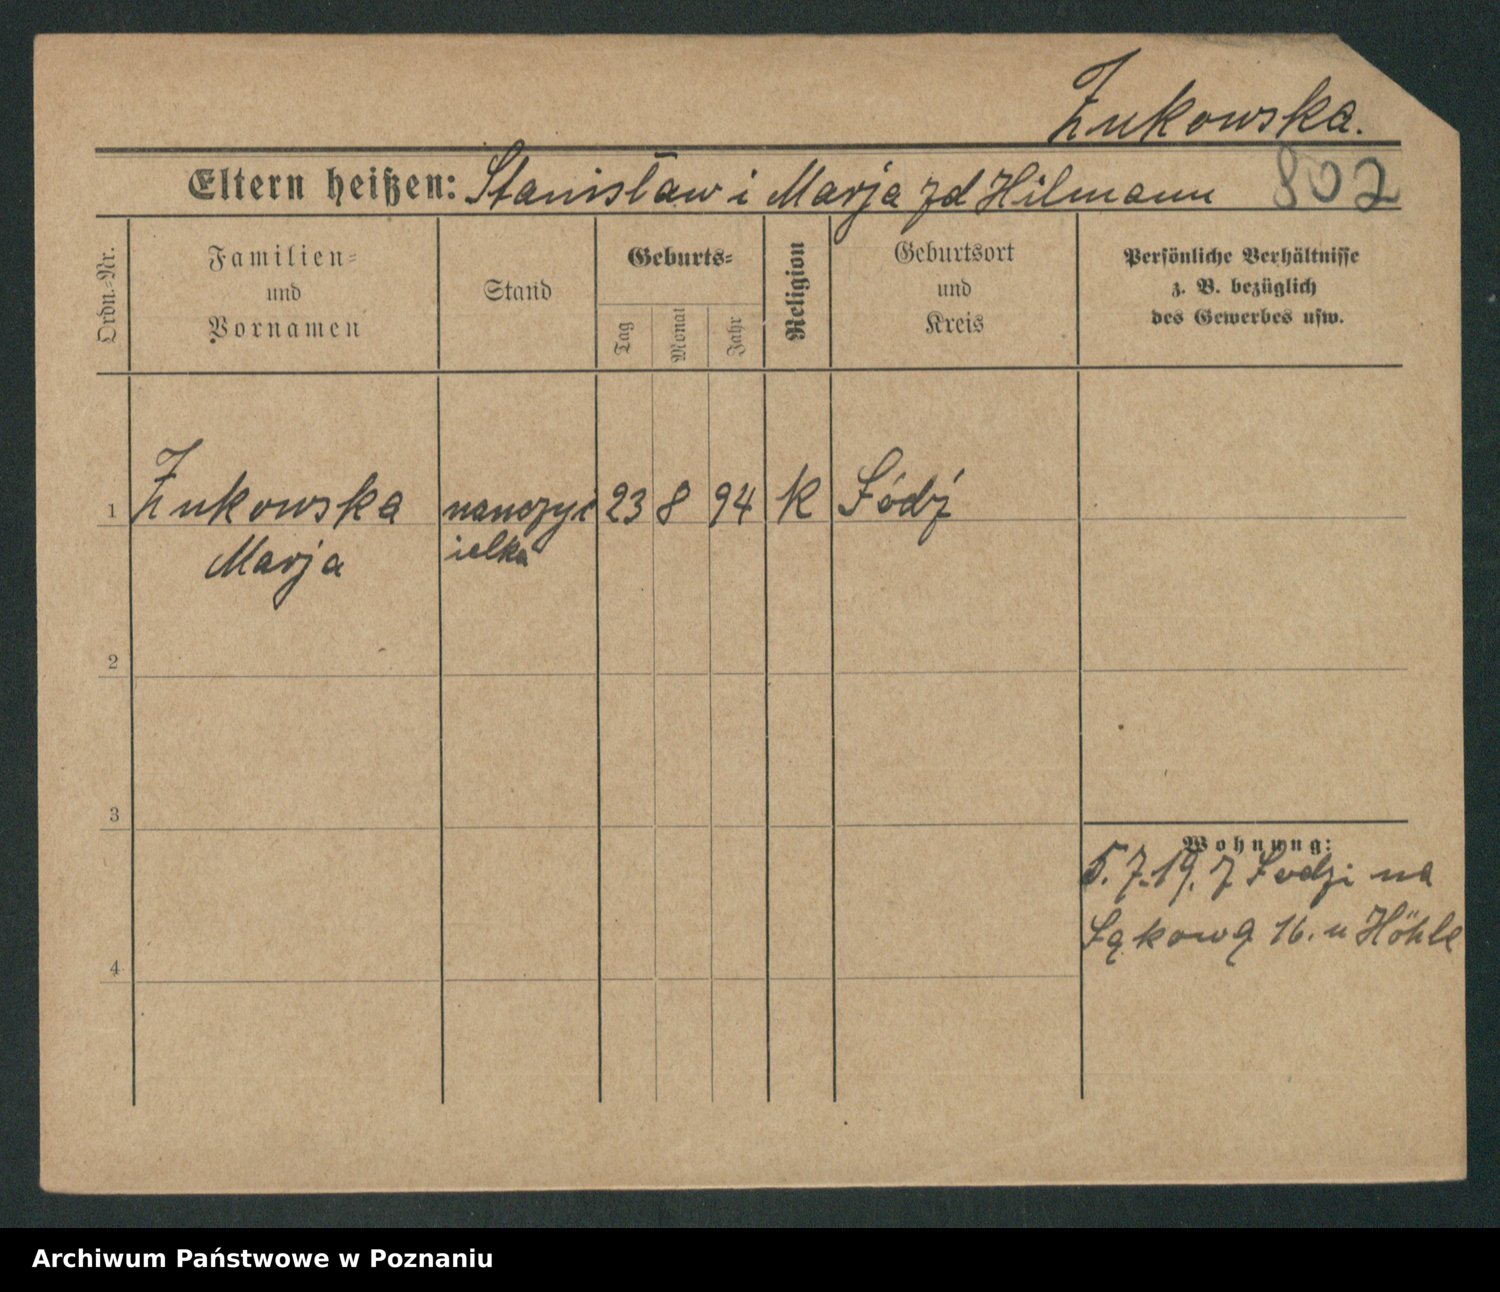 Żukowska.
Eltern heißen: Stanisław i Marja zd Hilmann 802
Ordn.-Nr.
Familien-
und
Vornamen
Stand
Geburts-
Tag
Monat
Jahr
Religion
Geburtsort
und
Kreis
Persönliche Verhältnisse
z. B. bezüglich
des Gewerbes usw.
1 Żukowska nauczyc 23 8 94 K Łódź
Marja ielka
2
3
Wohnung:
5.7.19. z Łodzi na
Łąkową 16. u Höhle
4
Archiwum Państwowe w Poznaniu